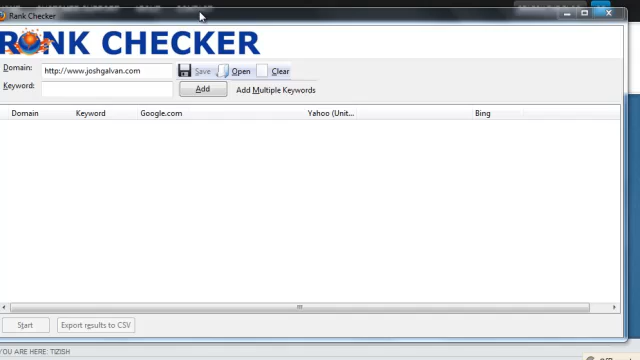 Rank Checker
RANK CHECKER
Domain: http://www.joshgalvan.com Save Open Clear
Keyword: Add Add Multiple Keywords
Domain Keyword Google.com Yahoo (Unit... Bing
Start Export results to CSV
YOU ARE HERE: TIZISH